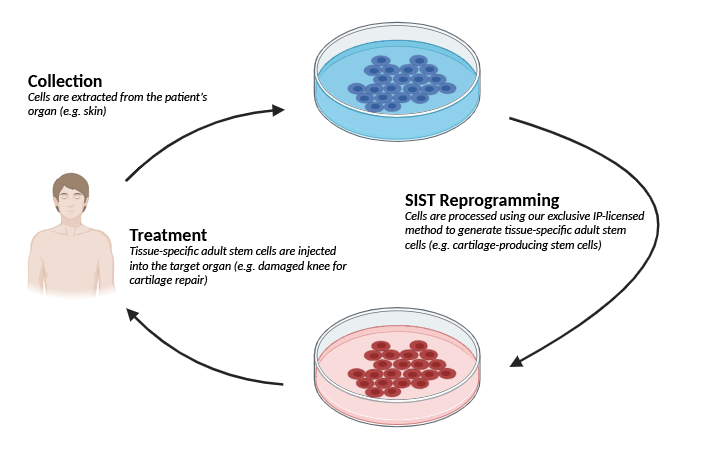 Collection
Cells are extracted from the patient's
organ (e.g. skin)
SIST Reprogramming
Cells are processed using our exclusive IP-licensed
method to generate tissue-specific adult stem
cells (e.g. cartilage-producing stem cells)
Treatment
Tissue-specific adult stem cells are injected
into the target organ (e.g. damaged knee for
cartilage repair)